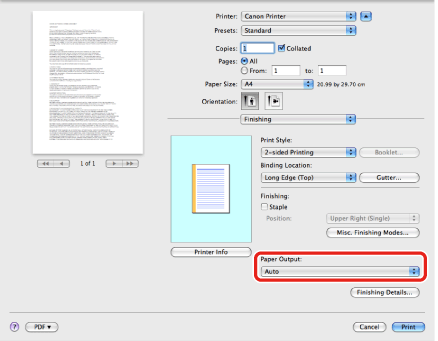 Printer: Canon Printer
Presets: Standard
Copies: 1 Collated
Pages: All
From: 1 to: 1
Paper Size: A4 20.99 by 29.70 cm
Orientation:
Finishing
1 of 1
Print Style:
2-sided Printing Booklet...
Binding Location:
Long Edge (Top) Gutter...
Finishing:
Staple
Position: Upper Right (Single)
Misc. Finishing Modes...
Printer Info
Paper Output:
Auto
Finishing Details...
? PDF Cancel Print